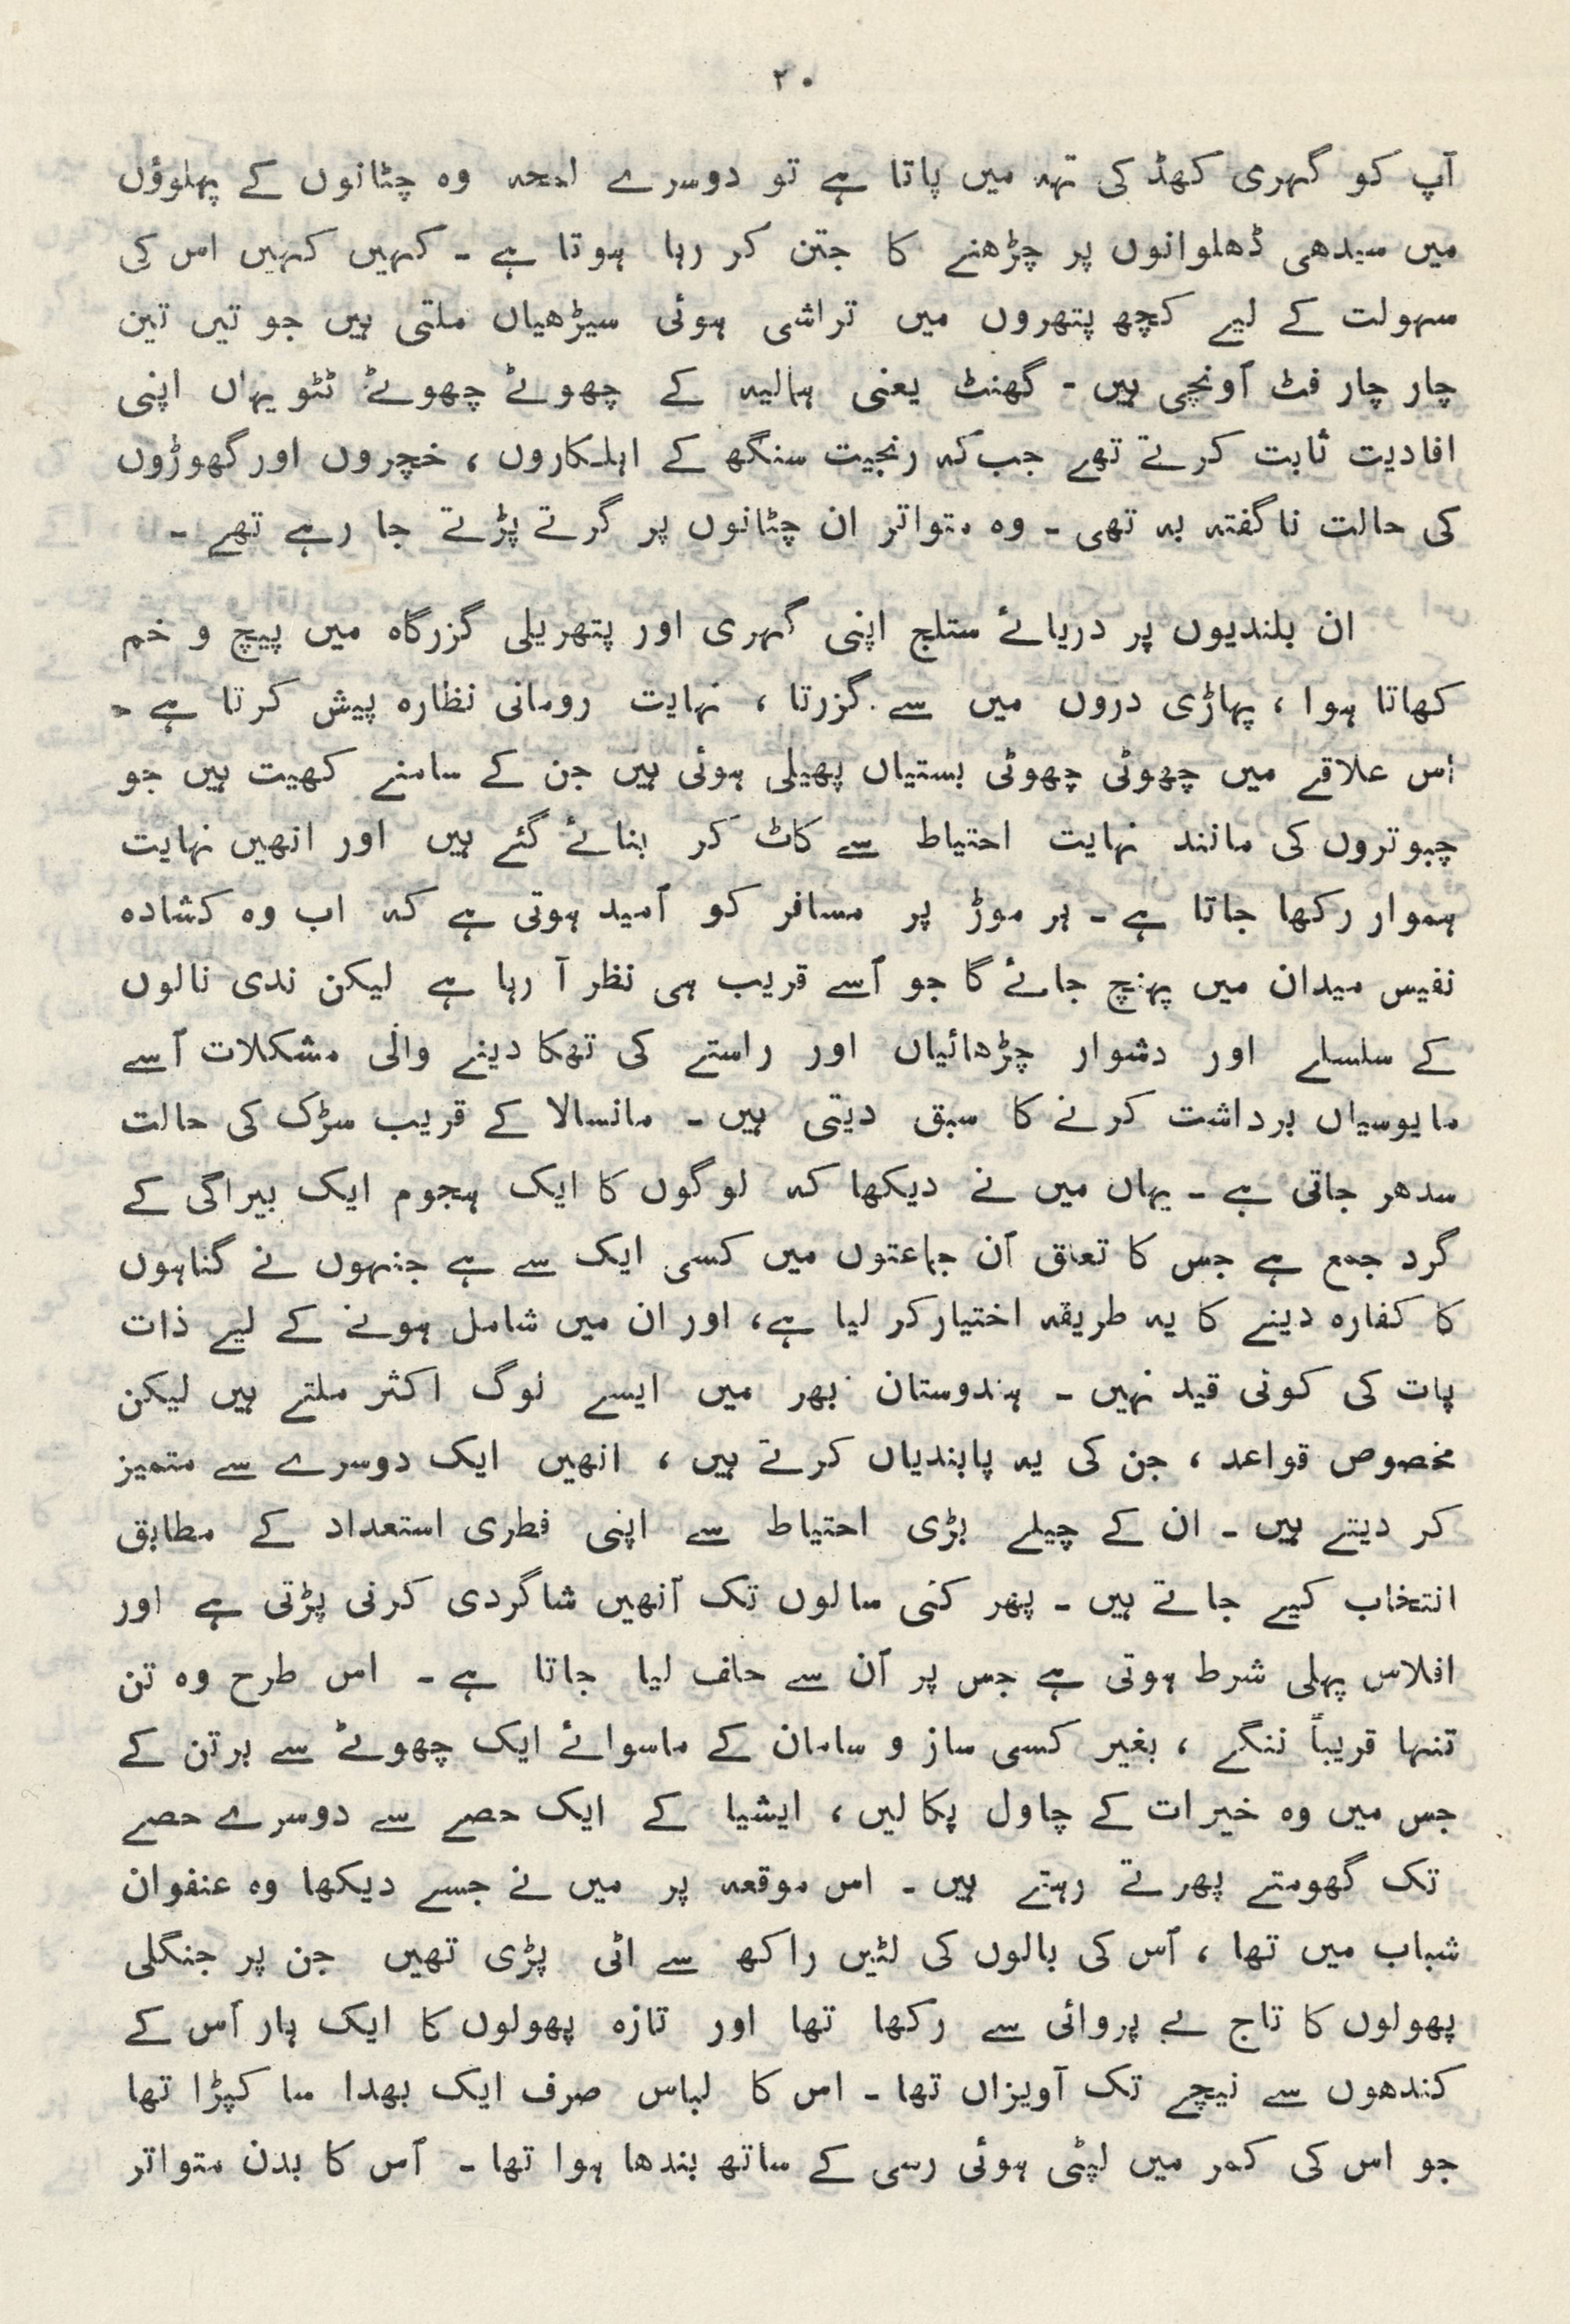 ۲۰
آپ کو گہری کھڈ کی تہہ میں پاتا ہے تو دوسرے لمحہ وہ چٹانوں کے پہلوؤں
میں سیدھی ڈھلوانوں پر چڑھنے کا جتن کر رہا ہوتا ہے ۔ کہیں کہیں اس کی
سہولت کے لیے کچھ پتھروں میں تراشی ہوئی سیڑھیاں ملتی ہیں جو تین تین
چار چار فٹ اُونچی ہیں ۔ گھنٹ یعنی ہمالیہ کے چھوٹے چھوٹے ٹٹو یہاں اپنی
افادیت ثابت کرتے تھے جب کہ رنجیت سنگھ کے اہلکاروں ، خچروں اور گھوڑوں
کی حالت ناگفتہ بہ تھی ۔ وہ متواتر ان چٹانوں پر گرتے پڑتے جا رہے تھے ۔
ان بلندیوں پر دریائے ستلج اپنی گہری اور پتھریلی گزرگاہ میں پیچ و خم
کھاتا ہوا ، پہاڑی دروں میں سے گزرتا ، نہایت رومانی نظارہ پیش کرتا ہے ۔
اس علاقے میں چھوٹی چھوٹی بستیاں پھیلی ہوئی ہیں جن کے سامنے کھیت ہیں جو
چبوتروں کی مانند نہایت احتیاط سے کاٹ کر بنائے گئے ہیں اور انھیں نہایت
ہموار رکھا جاتا ہے ۔ ہر موڑ پر مسافر کو اُمید ہوتی ہے کہ اب وہ کشادہ
نفیس میدان میں پہنچ جائے گا جو اُسے قریب ہی نظر آ رہا ہے لیکن ندی نالوں
کے سلسلے اور دشوار چڑھائیاں اور راستے کی تھکا دینے والی مشکلات اُسے
مایوسیاں برداشت کرنے کا سبق دیتی ہیں ۔ مانسالا کے قریب سڑک کی حالت
سدھر جاتی ہے ۔ یہاں میں نے دیکھا کہ لوگوں کا ایک ہجوم ایک بیراگی کے
گرد جمع ہے جس کا تعلق اُن جماعتوں میں کسی ایک سے ہے جنہوں نے گناہوں
کا کفارہ دینے کا یہ طریقہ اختیار کر لیا ہے، اور ان میں شامل ہونے کے لیے ذات
پات کی کوئی قید نہیں ۔ ہندوستان بھر میں ایسے لوگ اکثر ملتے ہیں لیکن
مخصوص قواعد ، جن کی یہ پابندیاں کرتے ہیں ، انھیں ایک دوسرے سے متمیز
کر دیتے ہیں ۔ ان کے چیلے بڑی احتیاط سے اپنی فطری استعداد کے مطابق
انتخاب کیے جاتے ہیں ۔ پھر کئی سالوں تک اُنھیں شاگردی کرنی پڑتی ہے اور
افلاس پہلی شرط ہوتی ہے جس پر اُن سے حلف لیا جاتا ہے ۔ اس طرح وہ تن
تنہا قریباً ننگے ، بغیر کسی ساز و سامان کے ماسوائے ایک چھوٹے سے برتن کے
جس میں وہ خیرات کے چاول پکا لیں ، ایشیا کے ایک حصے سے دوسرے حصے
تک گھومتے پھرتے رہتے ہیں ۔ اس موقعہ پر میں نے جسے دیکھا وہ عنفوان
شباب میں تھا ، اُس کی بالوں کی لٹیں راکھ سے اٹی پڑی تھیں جن پر جنگلی
پھولوں کا تاج بے پروائی سے رکھا تھا اور تازہ پھولوں کا ایک ہار اُس کے
کندھوں سے نیچے تک آویزاں تھا ۔ اس کا لباس صرف ایک بھدا سا کپڑا تھا
جو اس کی کمر میں لپٹی ہوئی رسی کے ساتھ بندھا ہوا تھا ۔ اُس کا بدن متواتر